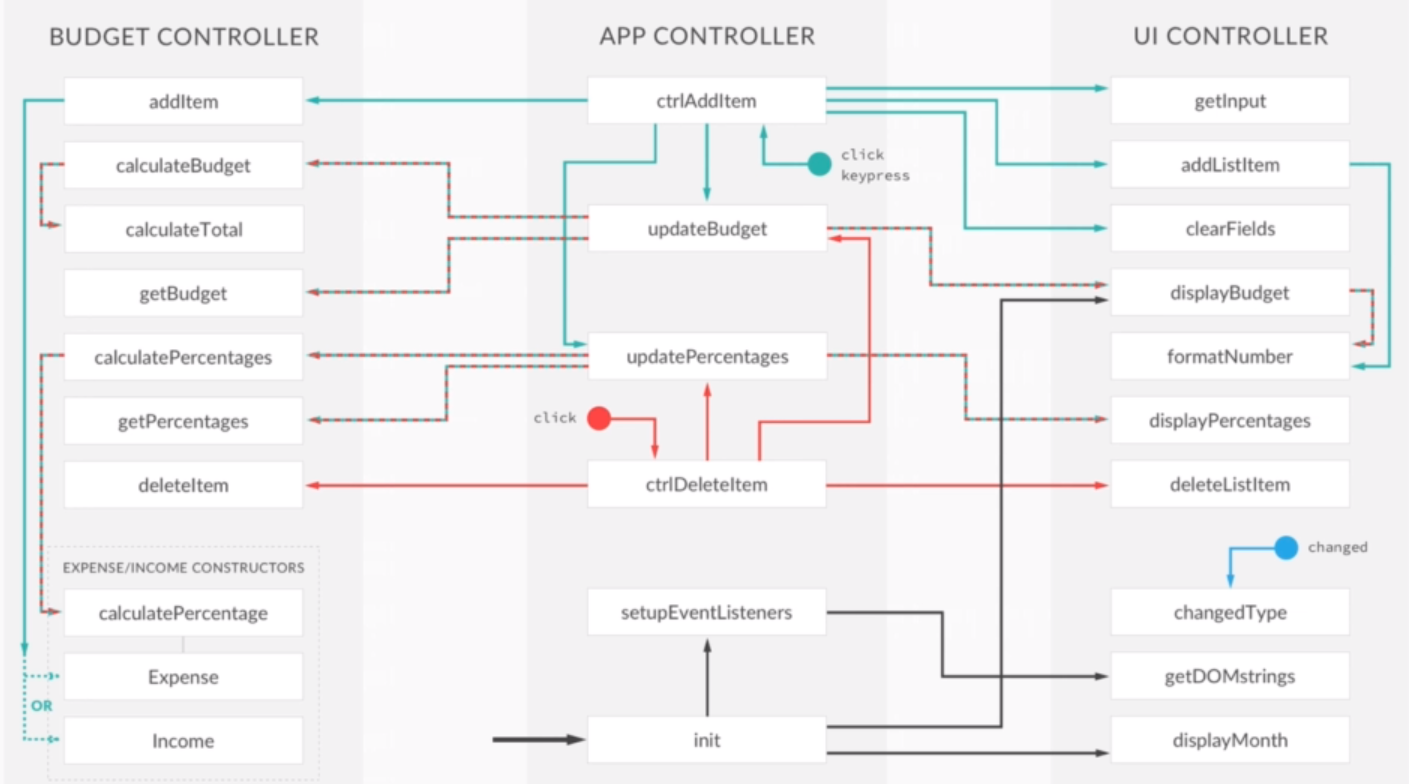 BUDGET CONTROLLER
addItem
calculateBudget
calculateTotal
getBudget
calculatePercentages
getPercentages
deleteItem
EXPENSE/INCOME CONSTRUCTORS
calculatePercentage
Expense
OR
Income
APP CONTROLLER
ctrlAddItem
click
keypress
updateBudget
updatePercentages
click
ctrlDeleteItem
setupEventListeners
init
UI CONTROLLER
getInput
addListItem
clearFields
displayBudget
formatNumber
displayPercentages
deleteListItem
changed
changedType
getDOMstrings
displayMonth